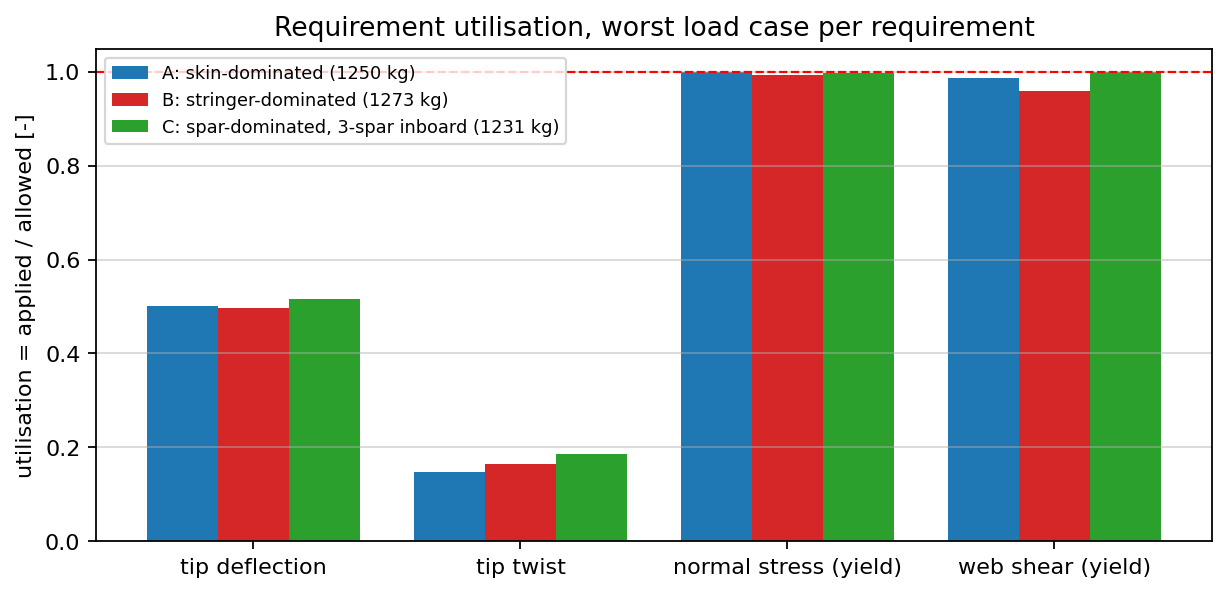 Requirement utilisation, worst load case per requirement
utilisation = applied / allowed [-]
1.0
0.8
0.6
0.4
0.2
0.0
A: skin-dominated (1250 kg)
B: stringer-dominated (1273 kg)
C: spar-dominated, 3-spar inboard (1231 kg)
tip deflection
tip twist
normal stress (yield)
web shear (yield)